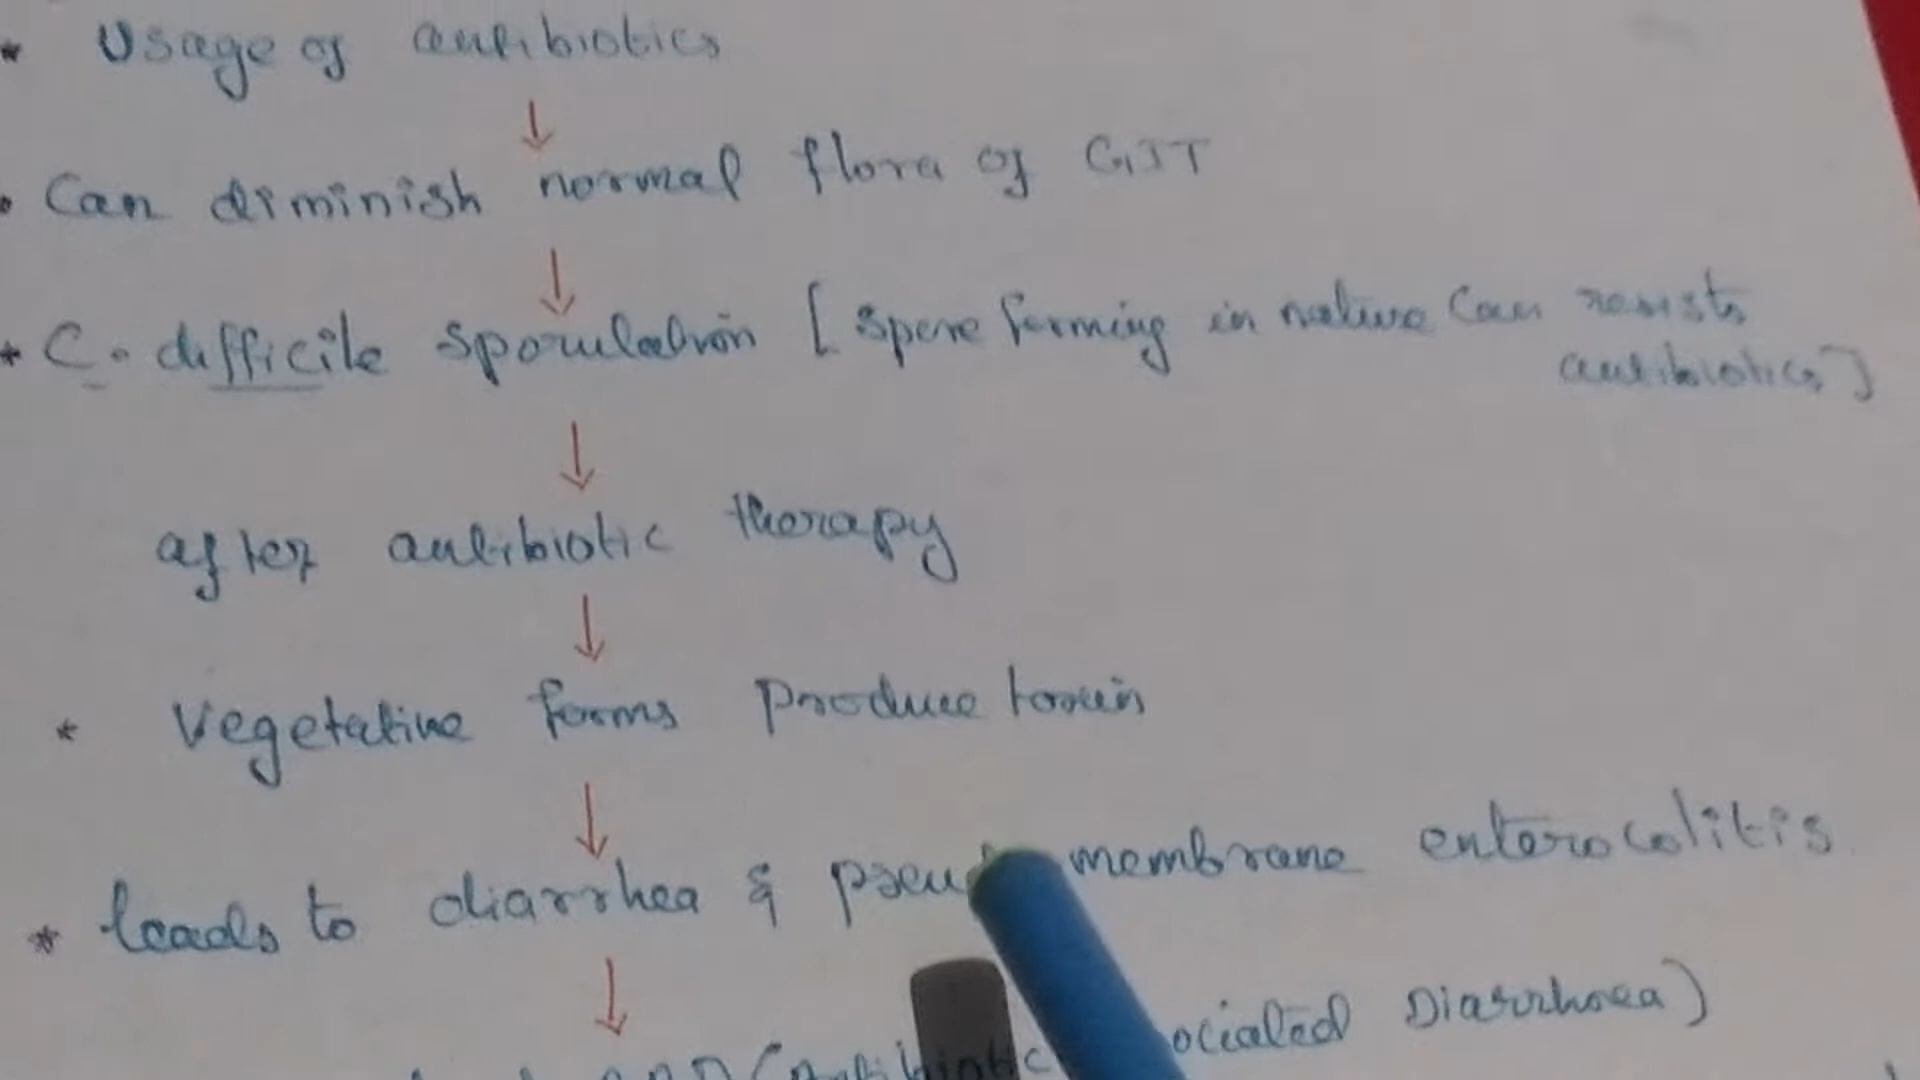 * Usage of antibiotics
↓
• Can diminish normal flora of GIT
↓
* C. difficile sporulation [spore forming in nature can resists
antibiotics]
↓
after antibiotic therapy
↓
* Vegetative forms produce toxin
↓
* leads to diarrhea & pseu membrane enterocolitis
↓
(Antibiotic ociated Diarrhoea)